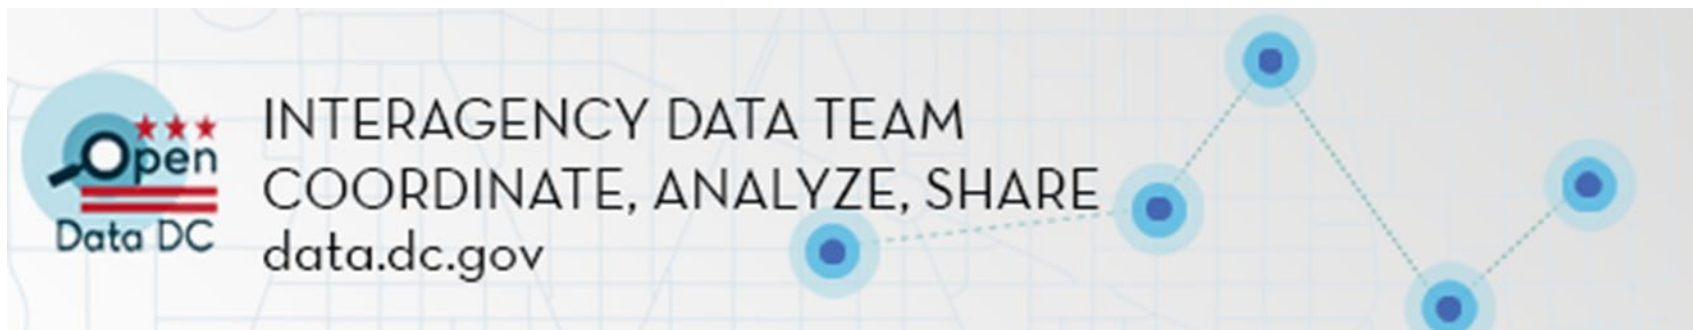 Open
Data DC
INTERAGENCY DATA TEAM
COORDINATE, ANALYZE, SHARE
data.dc.gov